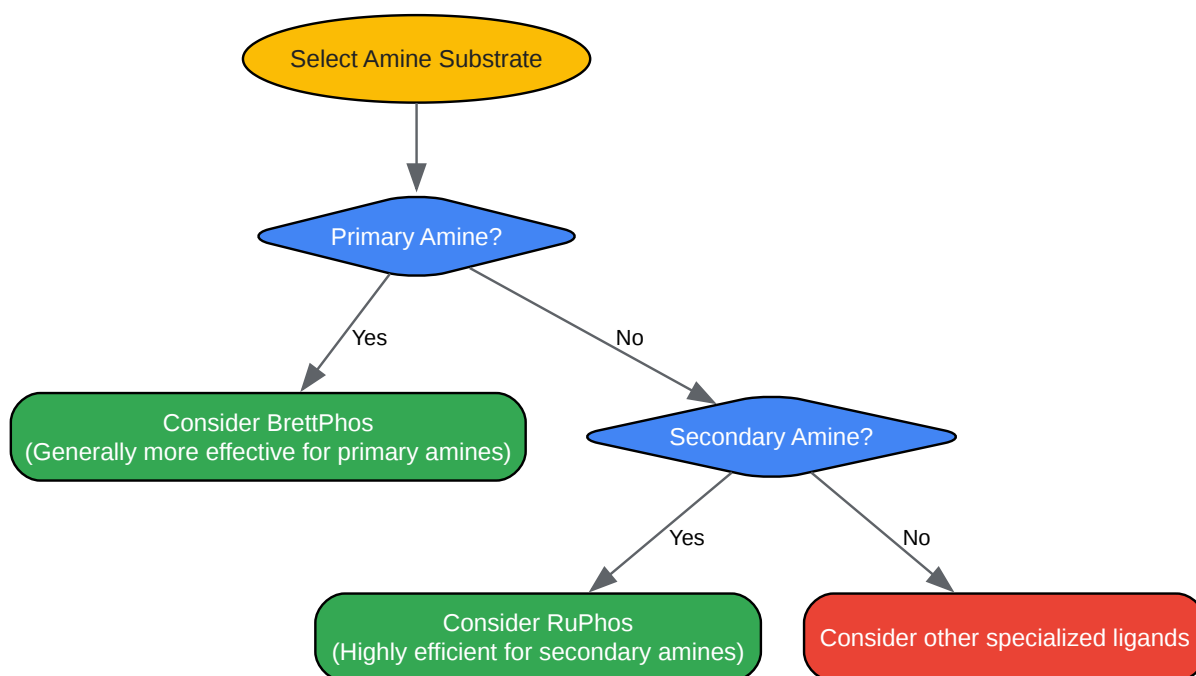 Select Amine Substrate
Primary Amine?
Yes
No
Consider BrettPhos
(Generally more effective for primary amines)
Secondary Amine?
Yes
No
Consider RuPhos
(Highly efficient for secondary amines)
Consider other specialized ligands